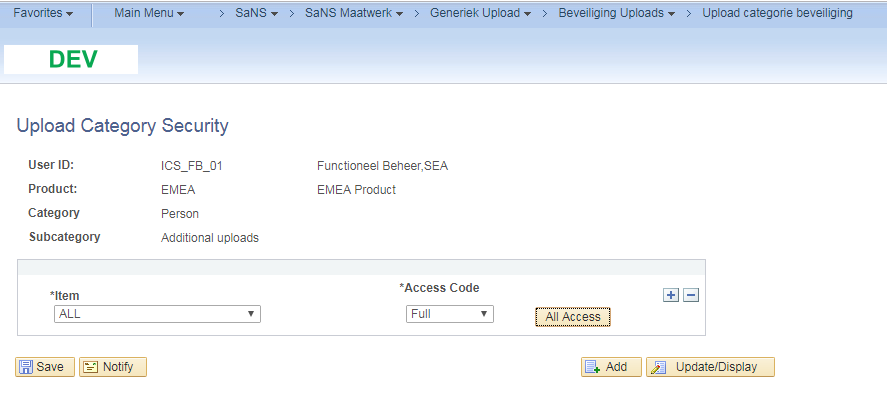 Favorites Main Menu > SaNS > SaNS Maatwerk > Generiek Upload > Beveiliging Uploads > Upload categorie beveiliging
DEV
Upload Category Security
User ID: ICS_FB_01 Functioneel Beheer,SEA
Product: EMEA EMEA Product
Category Person
Subcategory Additional uploads
*Item *Access Code
ALL Full All Access
Save Notify Add Update/Display